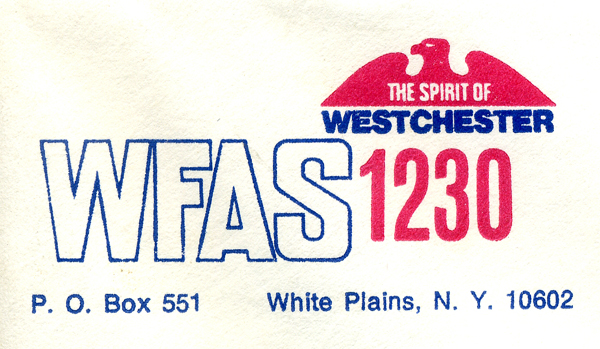 THE SPIRIT OF
WESTCHESTER
WFAS 1230
P. O. Box 551 White Plains, N. Y. 10602